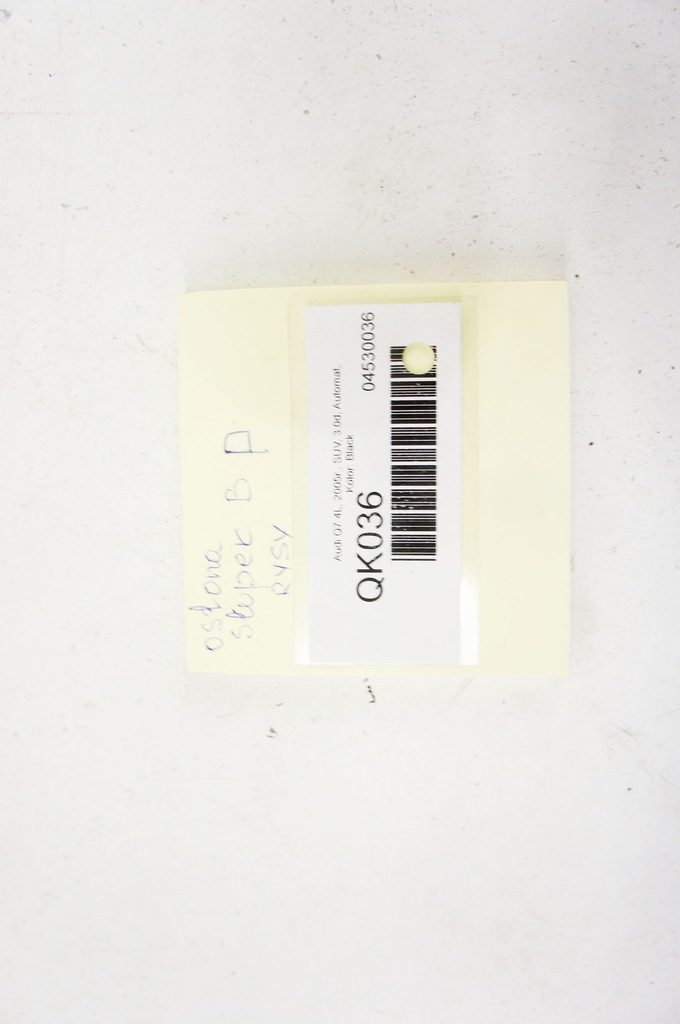 osłona
słupek B P
RYSY
Audi Q7 4L, 2005r., SUV, 3.0d, Automat,
Kolor: Black
QK036
04530036